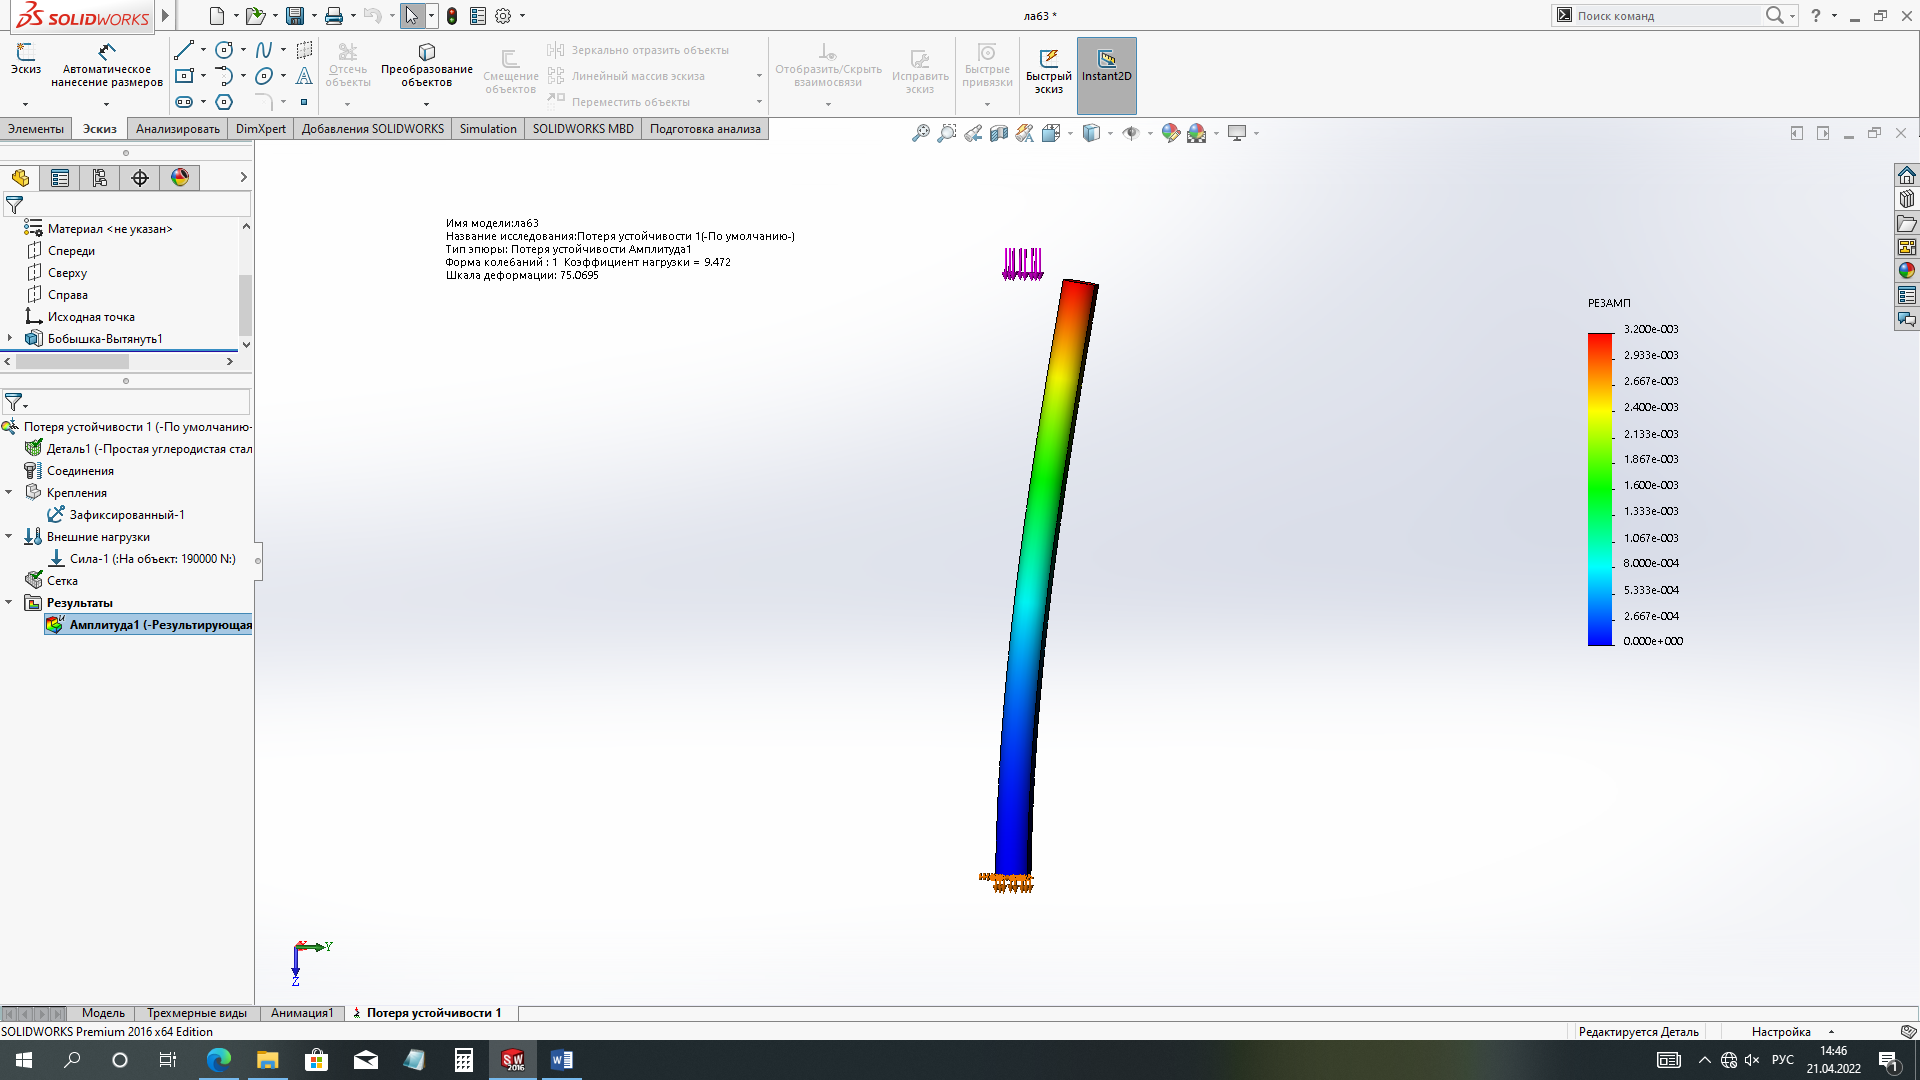 SOLIDWORKS
ла63 *
Поиск команд
Эскиз
Автоматическое нанесение размеров
Отсечь объекты
Преобразование объектов
Смещение объектов
Зеркально отразить объекты
Линейный массив эскиза
Переместить объекты
Отобразить/Скрыть взаимосвязи
Исправить эскиз
Быстрые привязки
Быстрый эскиз
Instant2D
Элементы
Эскиз
Анализировать
DimXpert
Добавления SOLIDWORKS
Simulation
SOLIDWORKS MBD
Подготовка анализа
Материал <не указан>
Спереди
Сверху
Справа
Исходная точка
Бобышка-Вытянуть1
Потеря устойчивости 1 (-По умолчанию-
Деталь1 (-Простая углеродистая стал
Соединения
Крепления
Зафиксированный-1
Внешние нагрузки
Сила-1 (:На объект: 190000 N:)
Сетка
Результаты
Амплитуда1 (-Результирующая
Имя модели:ла63
Название исследования:Потеря устойчивости 1(-По умолчанию-)
Тип эпюры: Потеря устойчивости Амплитуда1
Форма колебаний : 1 Коэффициент нагрузки = 9.472
Шкала деформации: 75.0695
РЕЗАМП
3.200e-003
2.933e-003
2.667e-003
2.400e-003
2.133e-003
1.867e-003
1.600e-003
1.333e-003
1.067e-003
8.000e-004
5.333e-004
2.667e-004
0.000e+000
Y
Z
Модель
Трехмерные виды
Анимация1
Потеря устойчивости 1
SOLIDWORKS Premium 2016 x64 Edition
Редактируется Деталь
Настройка
SW
2016
РУС
14:46
21.04.2022
1